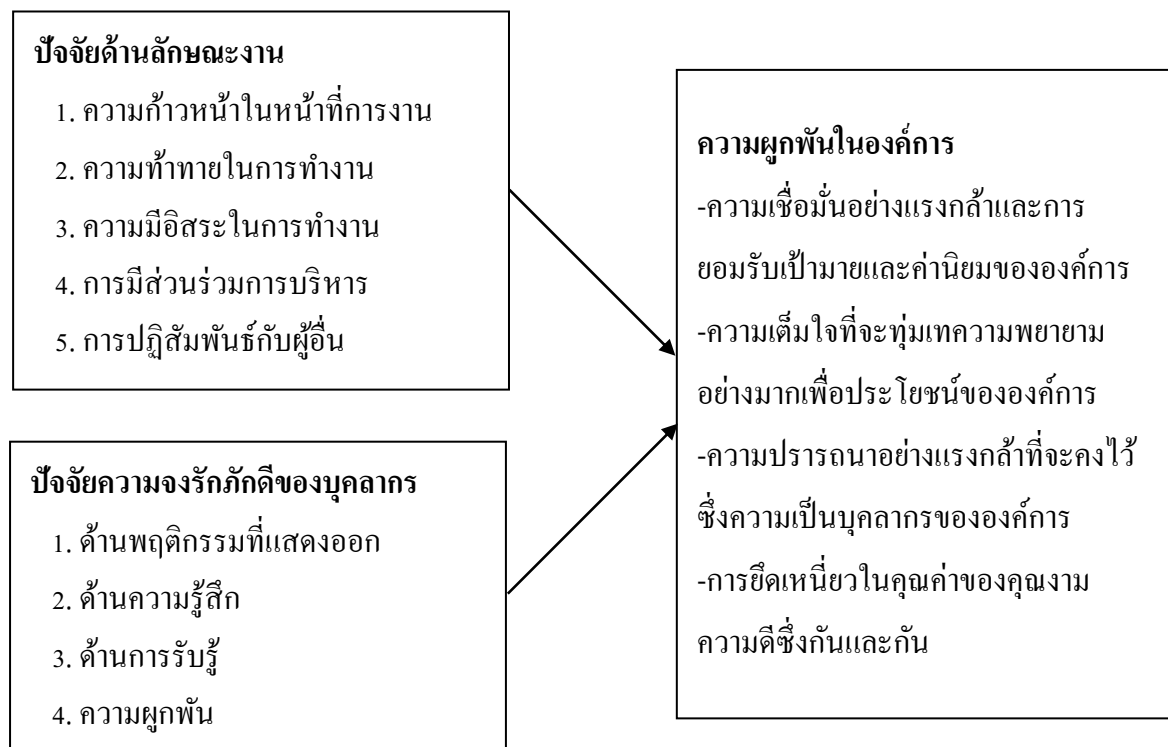 ปัจจัยด้านลักษณะงาน
1. ความก้าวหน้าในหน้าที่การงาน
2. ความท้าทายในการทำงาน
3. ความมีอิสระในการทำงาน
4. การมีส่วนร่วมการบริหาร
5. การปฏิสัมพันธ์กับผู้อื่น
ปัจจัยความจงรักภักดีของบุคลากร
1. ด้านพฤติกรรมที่แสดงออก
2. ด้านความรู้สึก
3. ด้านการรับรู้
4. ความผูกพัน
ความผูกพันในองค์การ
-ความเชื่อมั่นอย่างแรงกล้าและการ
ยอมรับเป้ามายและค่านิยมขององค์การ
-ความเต็มใจที่จะทุ่มเทความพยายาม
อย่างมากเพื่อประโยชน์ขององค์การ
-ความปรารถนาอย่างแรงกล้าที่จะคงไว้
ซึ่งความเป็นบุคลากรขององค์การ
-การยึดเหนี่ยวในคุณค่าของคุณงาม
ความดีซึ่งกันและกัน